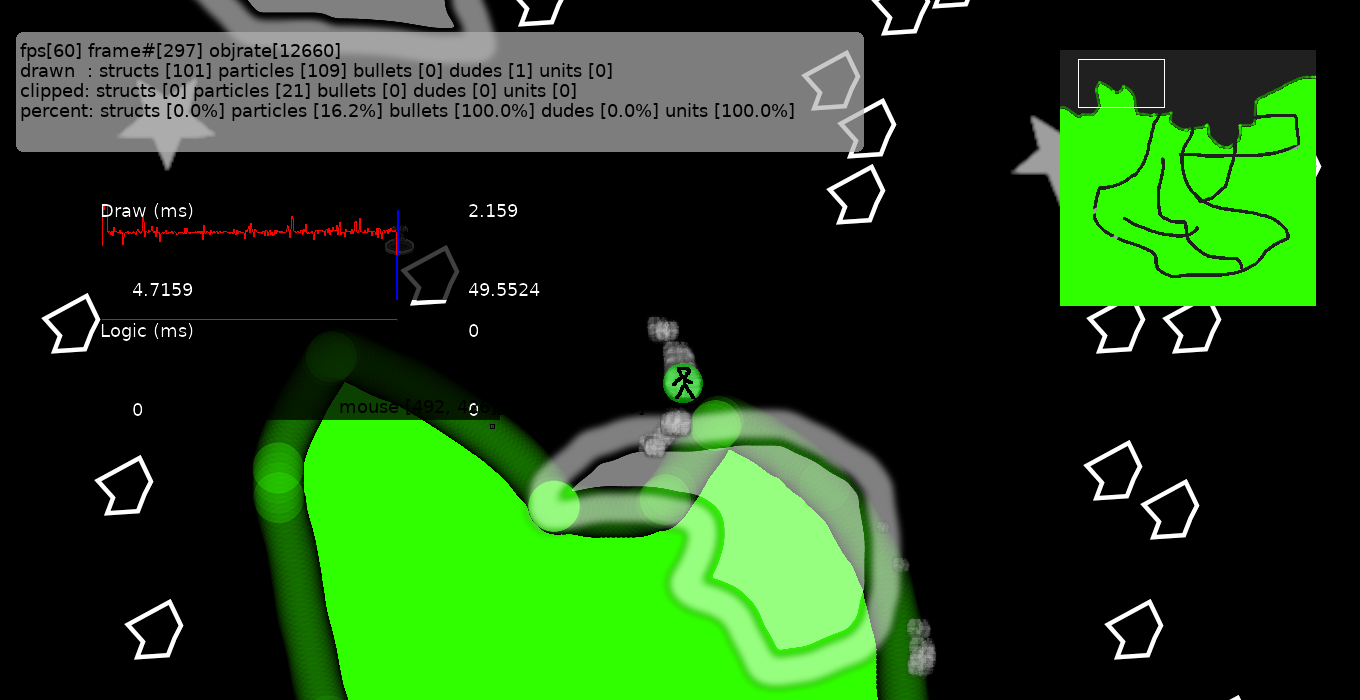 fps[60] frame#[297] objrate[12660]
drawn  : structs [101] particles [109] bullets [0] dudes [1] units [0]
clipped: structs [0] particles [21] bullets [0] dudes [0] units [0]
percent: structs [0.0%] particles [16.2%] bullets [100.0%] dudes [0.0%] units [100.0%]
Draw (ms) 2.159
4.7159 49.5524
Logic (ms) 0
0 0
mouse [492,